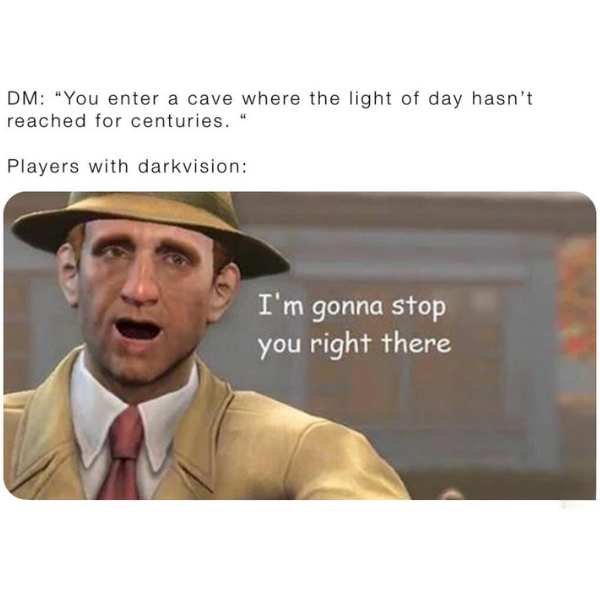 DM: “You enter a cave where the light of day hasn’t
reached for centuries. “
Players with darkvision:
I'm gonna stop
you right there